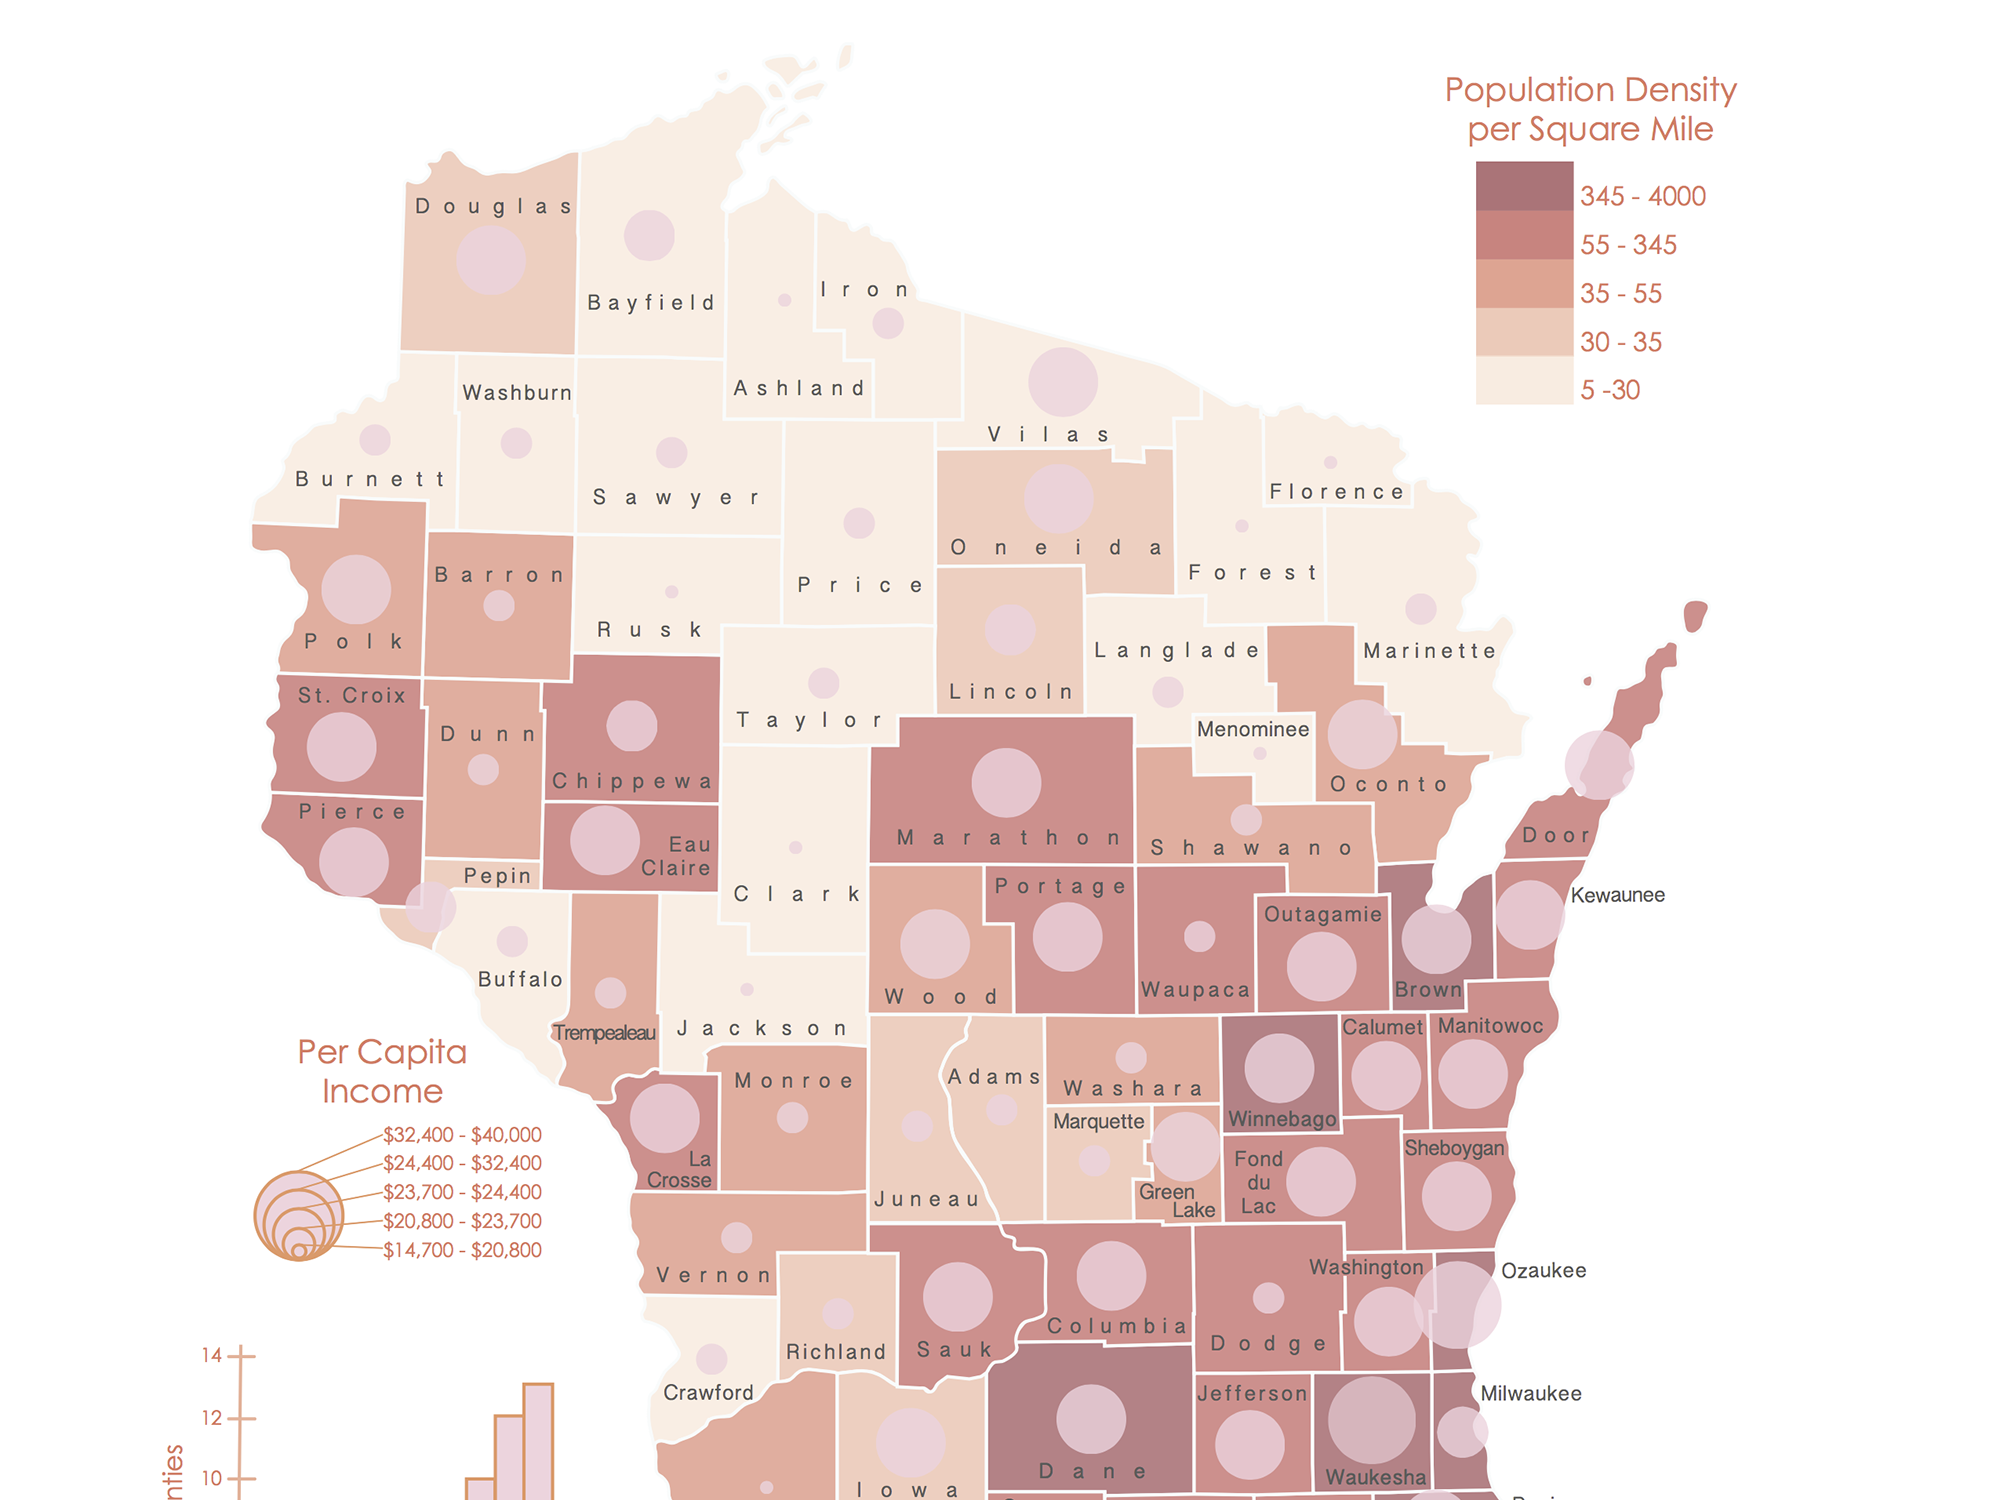 Population Density
per Square Mile
345 - 4000
55 - 345
35 - 55
30 - 35
5 -30
Douglas
Bayfield
Iron
Ashland
Washburn
Vilas
Burnett
Sawyer
Florence
Oneida
Forest
Price
Barron
Rusk
Polk
Langlade
Marinette
Lincoln
St. Croix
Taylor
Menominee
Dunn
Chippewa
Oconto
Pierce
Marathon
Shawano
Door
Eau
Claire
Pepin
Clark
Portage
Kewaunee
Outagamie
Buffalo
Wood
Waupaca
Brown
Trempealeau
Jackson
Calumet
Manitowoc
Monroe
Adams
Washara
Marquette
Winnebago
La
Crosse
Juneau
Green
Lake
Fond
du
Lac
Sheboygan
Vernon
Washington
Ozaukee
Columbia
Richland
Sauk
Dodge
Crawford
Jefferson
Milwaukee
Dane
Waukesha
Iowa
Per Capita
Income
$32,400 - $40,000
$24,400 - $32,400
$23,700 - $24,400
$20,800 - $23,700
$14,700 - $20,800
14
12
10